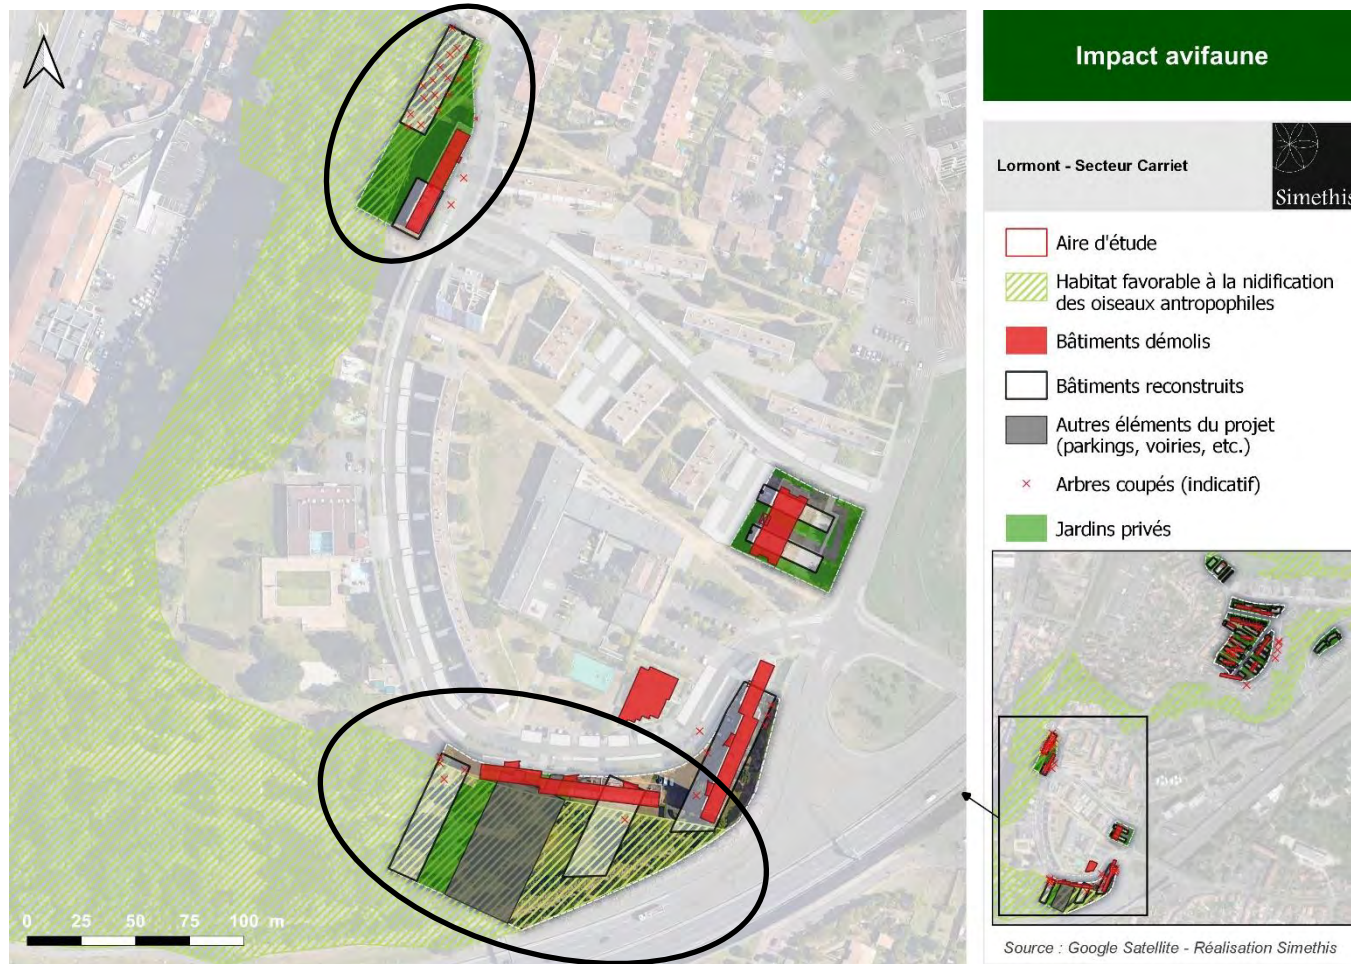 N
0 25 50 75 100 m
Impact avifaune
Lormont - Secteur Carriet
Simethis
Aire d'étude
Habitat favorable à la nidification
des oiseaux antropophiles
Bâtiments démolis
Bâtiments reconstruits
Autres éléments du projet
(parkings, voiries, etc.)
Arbres coupés (indicatif)
Jardins privés
Source : Google Satellite - Réalisation Simethis